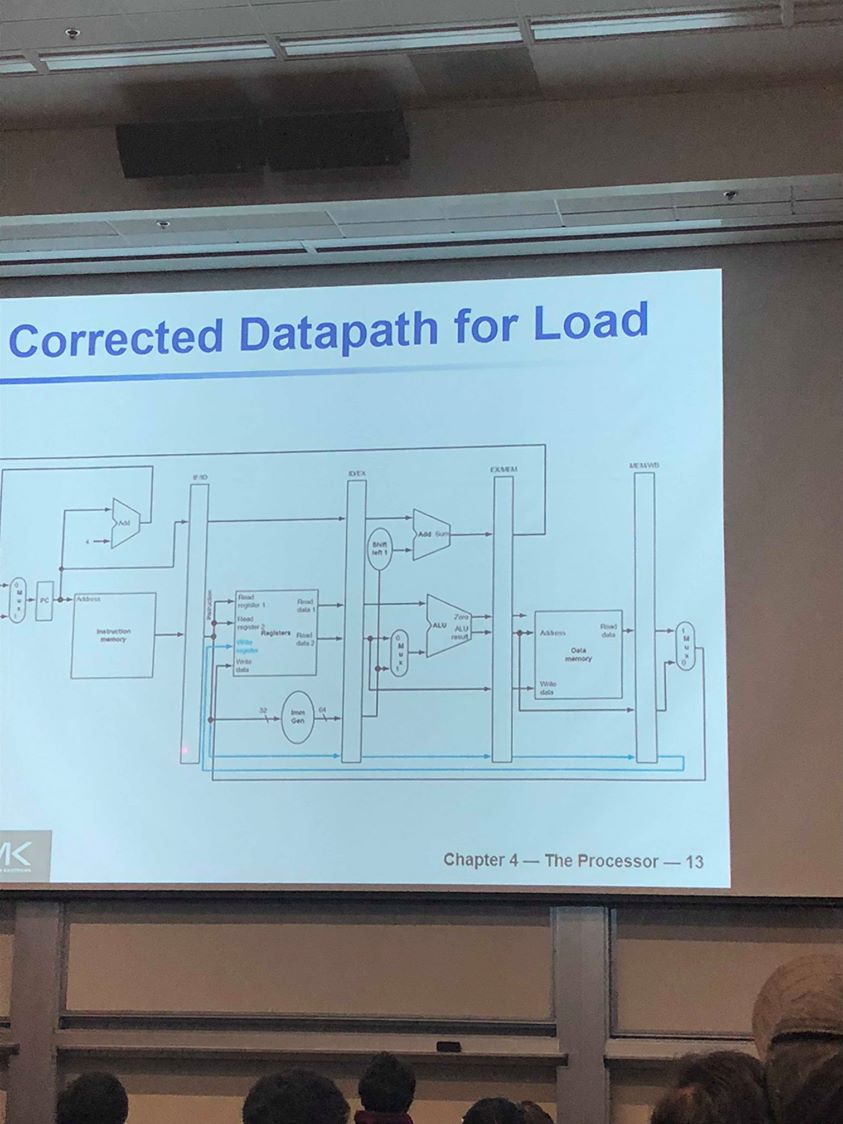 Corrected Datapath for Load
IF/ID
ID/EX
EX/MEM
MEM/WB
Add
4
Shift
left 1
Add Sum
0
M
u
x
1
PC
Address
Instruction
memory
Instruction
Read
register 1
Read
register 2
Write
register
Write
data
Registers
Read
data 1
Read
data 2
0
M
u
x
1
Zero
ALU
ALU
result
Address
Read
data
Data
memory
Write
data
1
M
u
x
0
32
Imm
Gen
64
MK
Chapter 4 — The Processor — 13